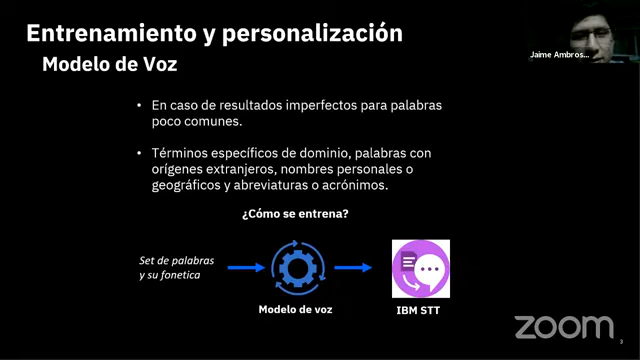 Entrenamiento y personalización
Modelo de Voz
Jaime Ambros...
• En caso de resultados imperfectos para palabras
poco comunes.
• Términos específicos de dominio, palabras con
orígenes extranjeros, nombres personales o
geográficos y abreviaturas o acrónimos.
¿Cómo se entrena?
Set de palabras
y su fonetica
Modelo de voz
IBM STT
zoom
3